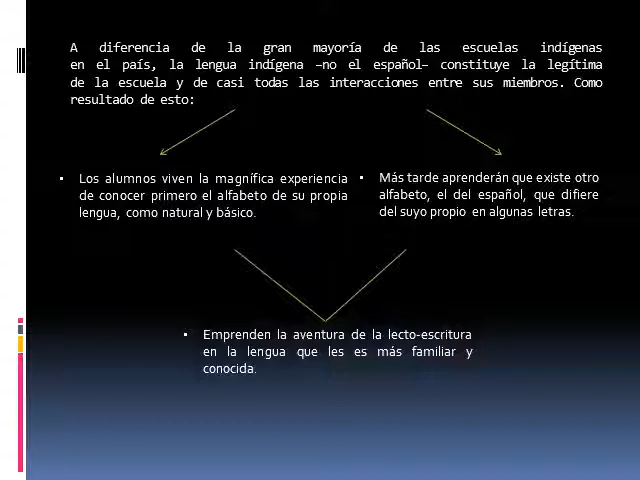 A diferencia de la gran mayoría de las escuelas indígenas
en el país, la lengua indígena –no el español– constituye la legítima
de la escuela y de casi todas las interacciones entre sus miembros. Como
resultado de esto:
• Los alumnos viven la magnífica experiencia
de conocer primero el alfabeto de su propia
lengua, como natural y básico.
• Más tarde aprenderán que existe otro
alfabeto, el del español, que difiere
del suyo propio en algunas letras.
• Emprenden la aventura de la lecto-escritura
en la lengua que les es más familiar y
conocida.